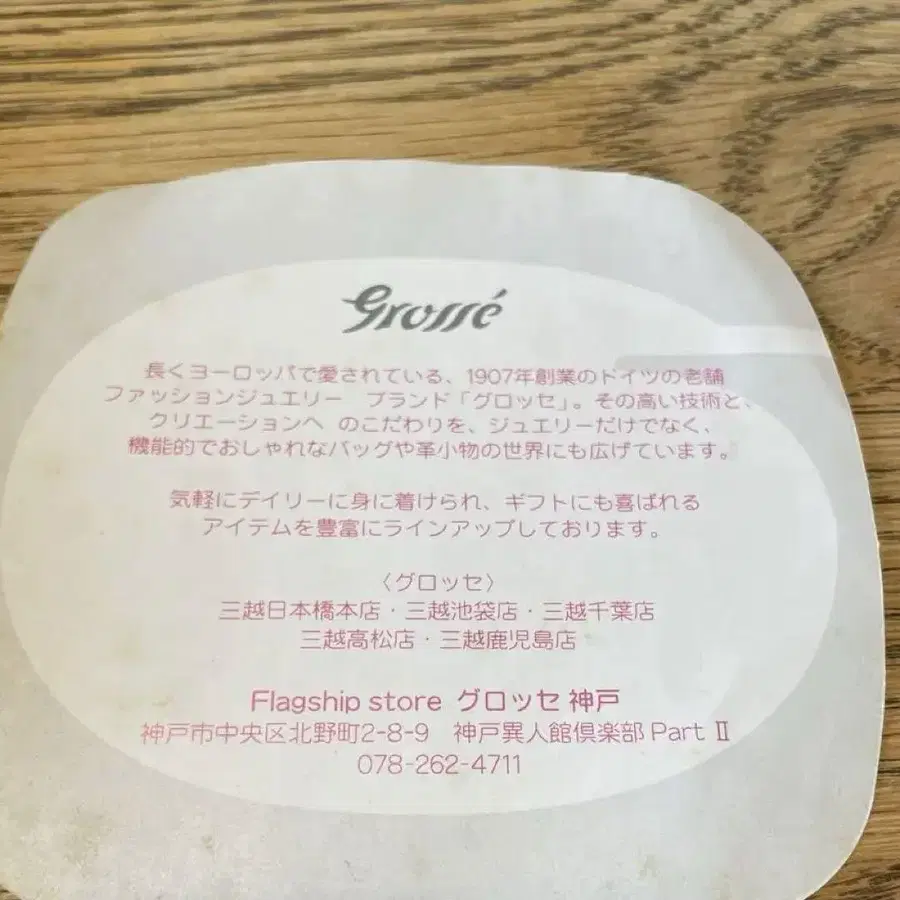 Grossé
長くヨーロッパで愛されている、1907年創業のドイツの老舗
ファッションジュエリー　ブランド「グロッセ」。その高い技術と、
クリエーションへ のこだわりを、ジュエリーだけでなく、
機能的でおしゃれなバッグや革小物の世界にも広げています。
気軽にデイリーに身に着けられ、ギフトにも喜ばれる
アイテムを豊富にラインアップしております。
〈グロッセ〉
三越日本橋本店・三越池袋店・三越千葉店
三越高松店・三越鹿児島店
Flagship store グロッセ 神戸
神戸市中央区北野町2-8-9　神戸異人館倶楽部 Part Ⅱ
078-262-4711